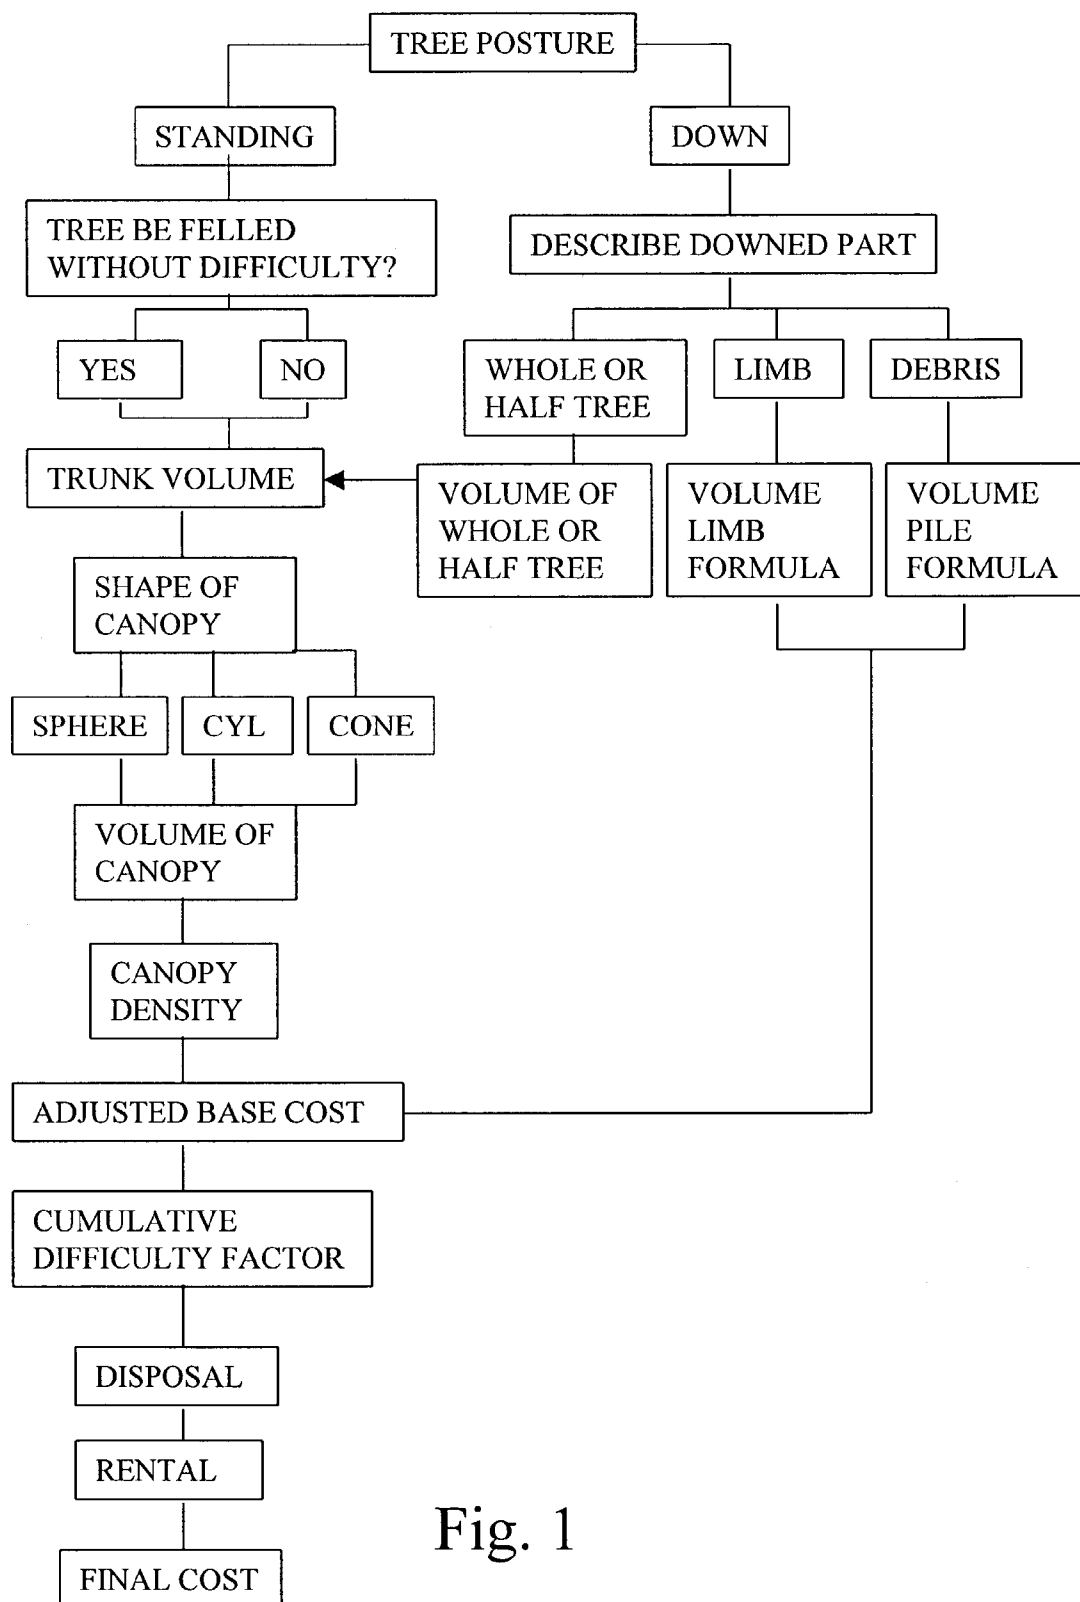 TREE POSTURE
STANDING
DOWN
TREE BE FELLED
WITHOUT DIFFICULTY?
DESCRIBE DOWNED PART
YES
NO
WHOLE OR
HALF TREE
LIMB
DEBRIS
TRUNK VOLUME
VOLUME OF
WHOLE OR
HALF TREE
VOLUME
LIMB
FORMULA
VOLUME
PILE
FORMULA
SHAPE OF
CANOPY
SPHERE
CYL
CONE
VOLUME OF
CANOPY
CANOPY
DENSITY
ADJUSTED BASE COST
CUMULATIVE
DIFFICULTY FACTOR
DISPOSAL
RENTAL
FINAL COST
Fig. 1